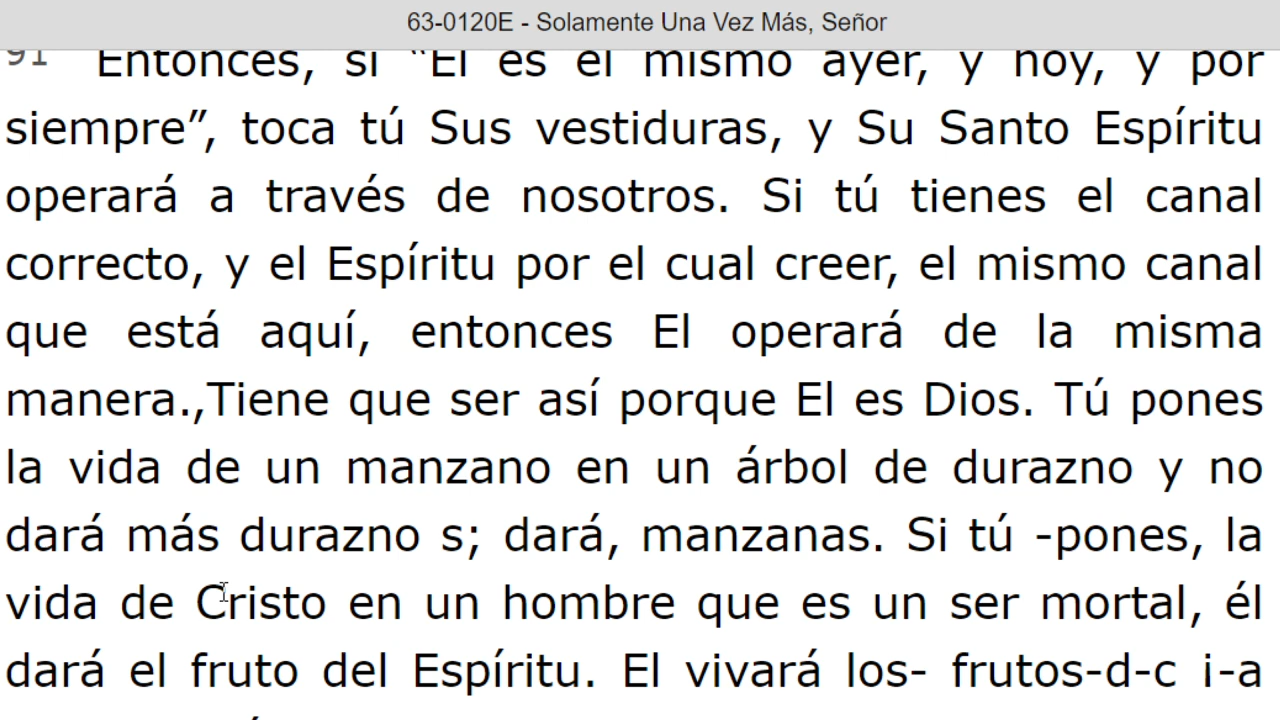 63-0120E - Solamente Una Vez Más, Señor
91 Entonces, si “El es el mismo ayer, y hoy, y por
siempre”, toca tú Sus vestiduras, y Su Santo Espíritu
operará a través de nosotros. Si tú tienes el canal
correcto, y el Espíritu por el cual creer, el mismo canal
que está aquí, entonces El operará de la misma
manera.,Tiene que ser así porque El es Dios. Tú pones
la vida de un manzano en un árbol de durazno y no
dará más durazno s; dará, manzanas. Si tú -pones, la
vida de Cristo en un hombre que es un ser mortal, él
dará el fruto del Espíritu. El vivará los- frutos-d-c i-a